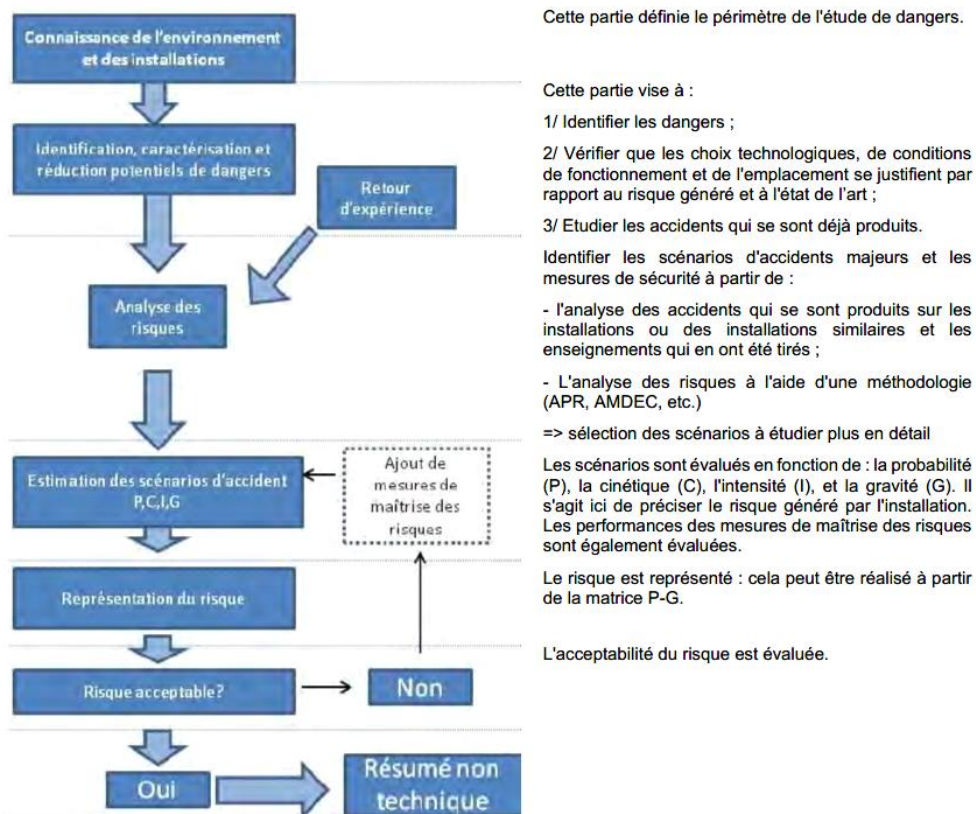 Connaissance de l'environnement
et des installations
Cette partie définie le périmètre de l'étude de dangers.
Identification, caractérisation et
réduction potentiels de dangers
Cette partie vise à :
1/ Identifier les dangers ;
2/ Vérifier que les choix technologiques, de conditions
de fonctionnement et de l'emplacement se justifient par
rapport au risque généré et à l'état de l'art ;
3/ Etudier les accidents qui se sont déjà produits.
Retour
d'expérience
Analyse des
risques
Identifier les scénarios d'accidents majeurs et les
mesures de sécurité à partir de :
- l'analyse des accidents qui se sont produits sur les
installations ou des installations similaires et les
enseignements qui en ont été tirés ;
- L'analyse des risques à l'aide d'une méthodologie
(APR, AMDEC, etc.)
=> sélection des scénarios à étudier plus en détail
Estimation des scénarios d'accident
P,C,I,G
Ajout de
mesures de
maîtrise des
risques
Les scénarios sont évalués en fonction de : la probabilité
(P), la cinétique (C), l'intensité (I), et la gravité (G). Il
s'agit ici de préciser le risque généré par l'installation.
Les performances des mesures de maîtrise des risques
sont également évaluées.
Représentation du risque
Le risque est représenté : cela peut être réalisé à partir
de la matrice P-G.
Risque acceptable?
Non
L'acceptabilité du risque est évaluée.
Oui
Résumé non
technique